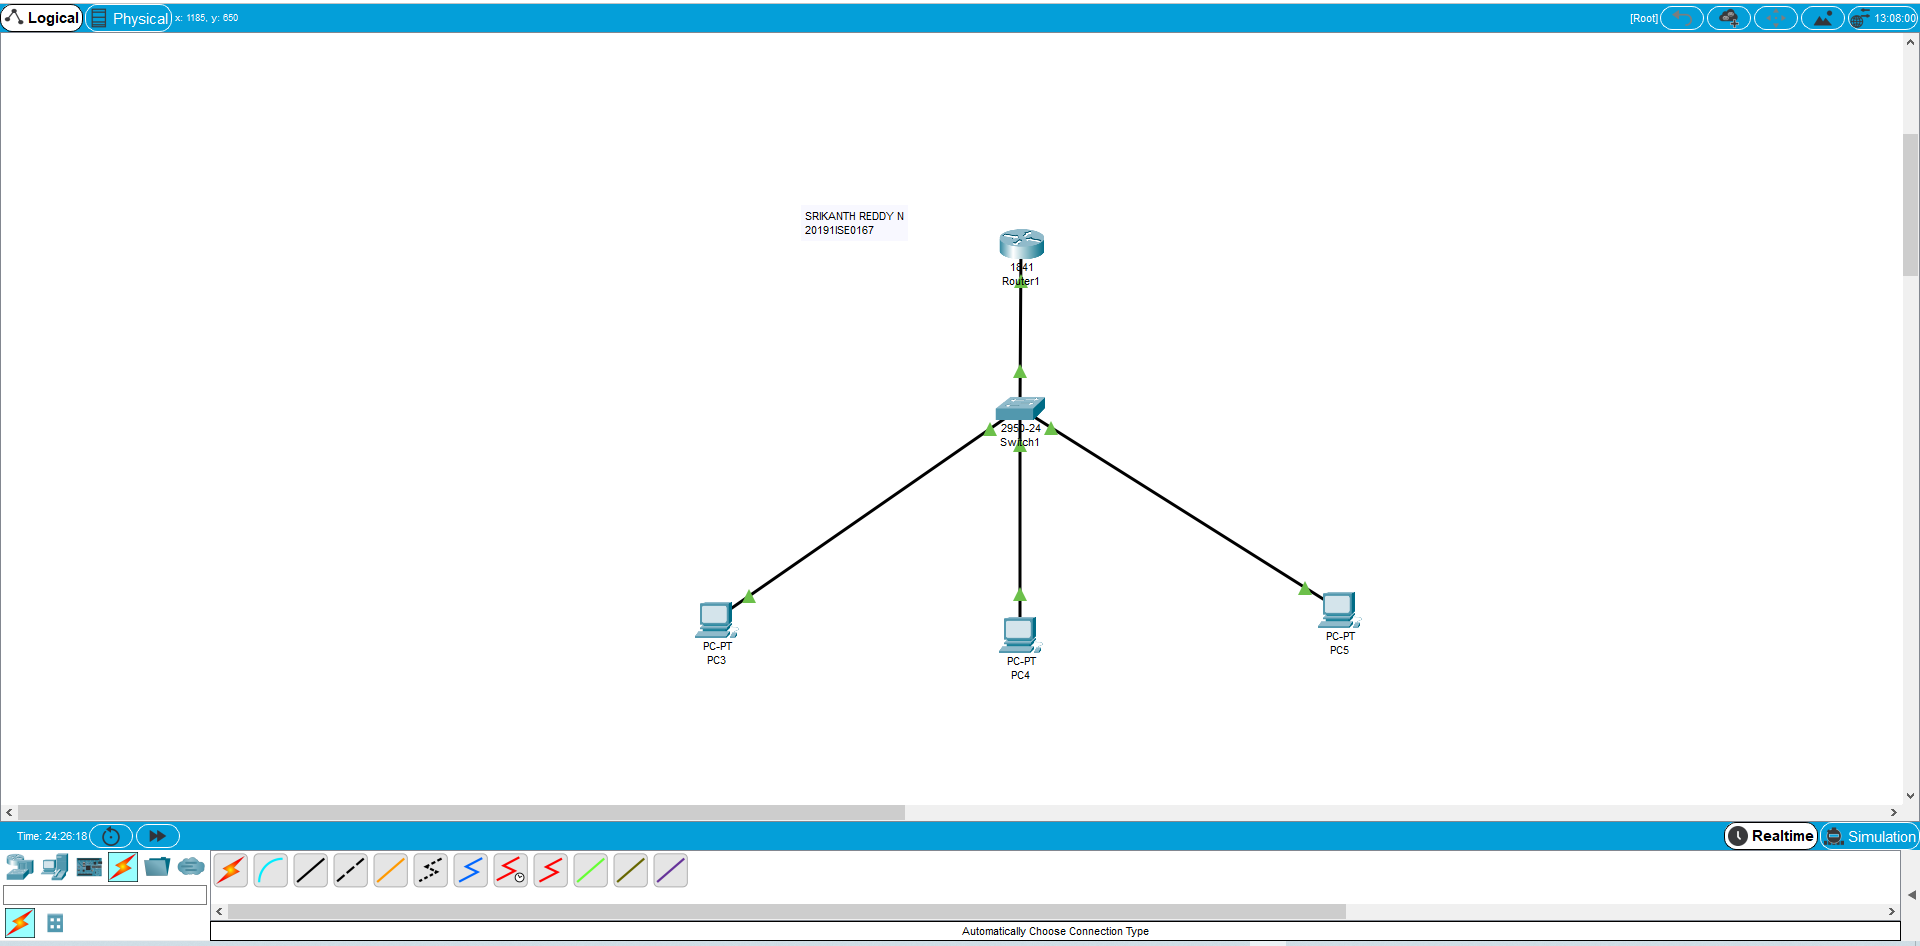 Logical
Physical
x: 1185, y: 650
[Root]
13:08:00
SRIKANTH REDDY N
20191ISE0167
1841
Router1
2950-24
Switch1
PC-PT
PC3
PC-PT
PC4
PC-PT
PC5
Time: 24:26:18
Realtime
Simulation
Automatically Choose Connection Type